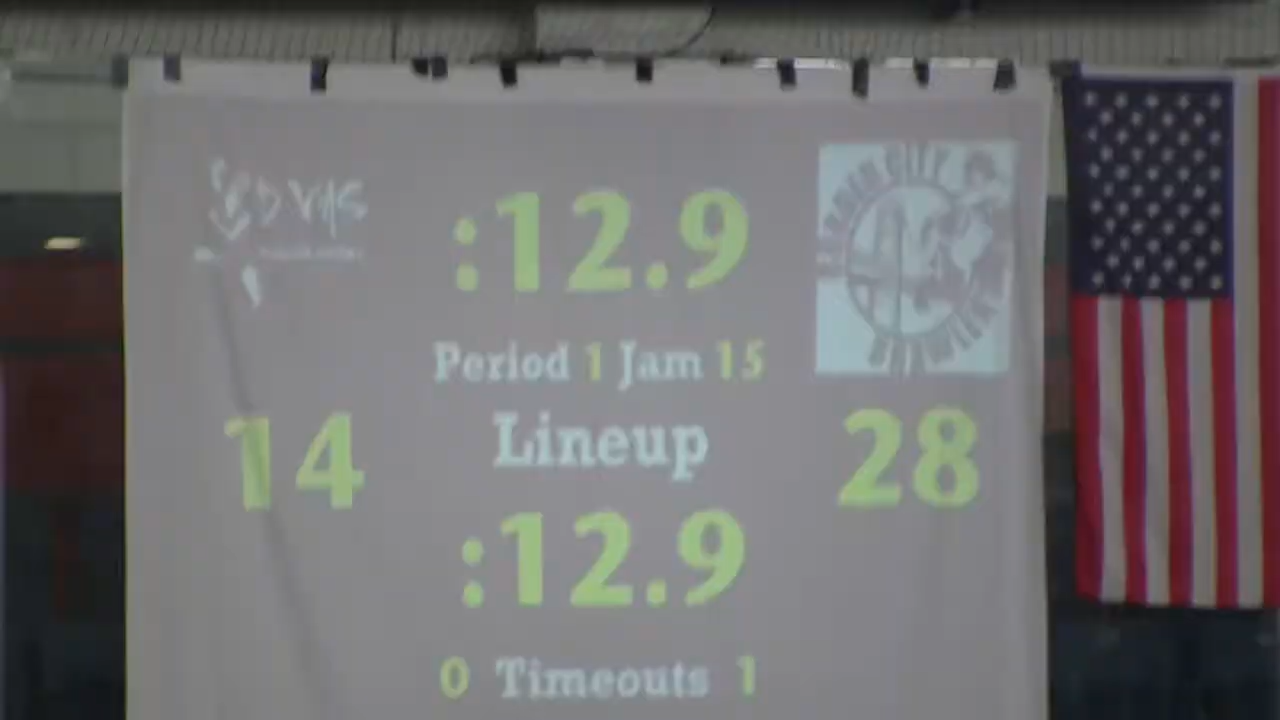 :12.9
Period 1 Jam 15
14 Lineup 28
:12.9
0 Timeouts 1